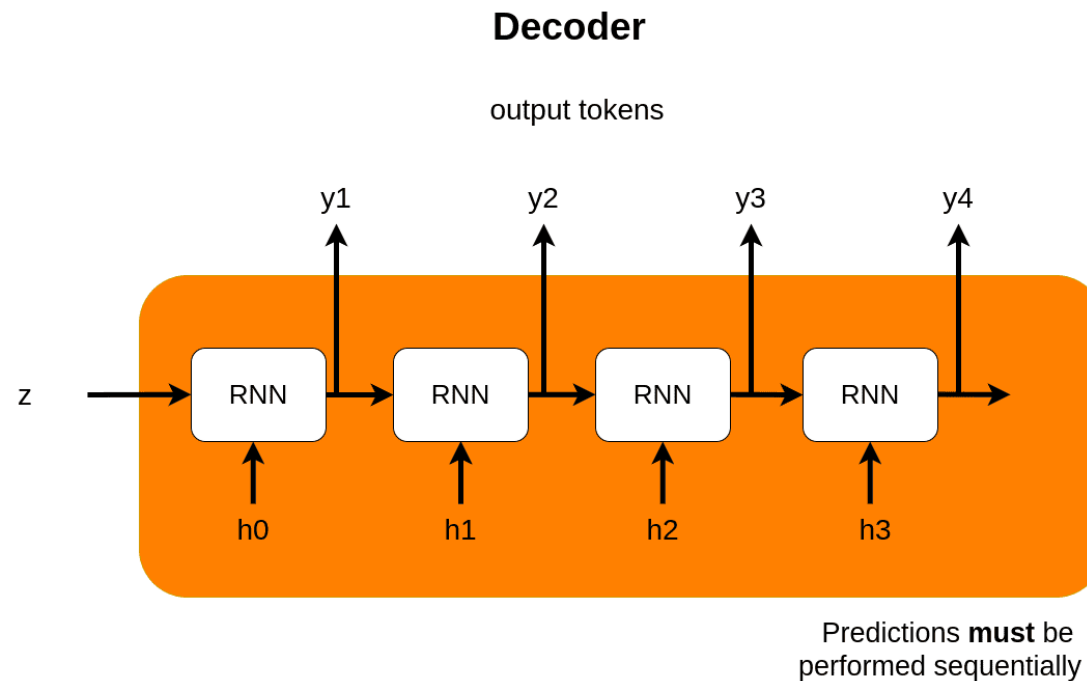 Decoder
output tokens
y1 y2 y3 y4
z RNN RNN RNN RNN
h0 h1 h2 h3
Predictions must be
performed sequentially